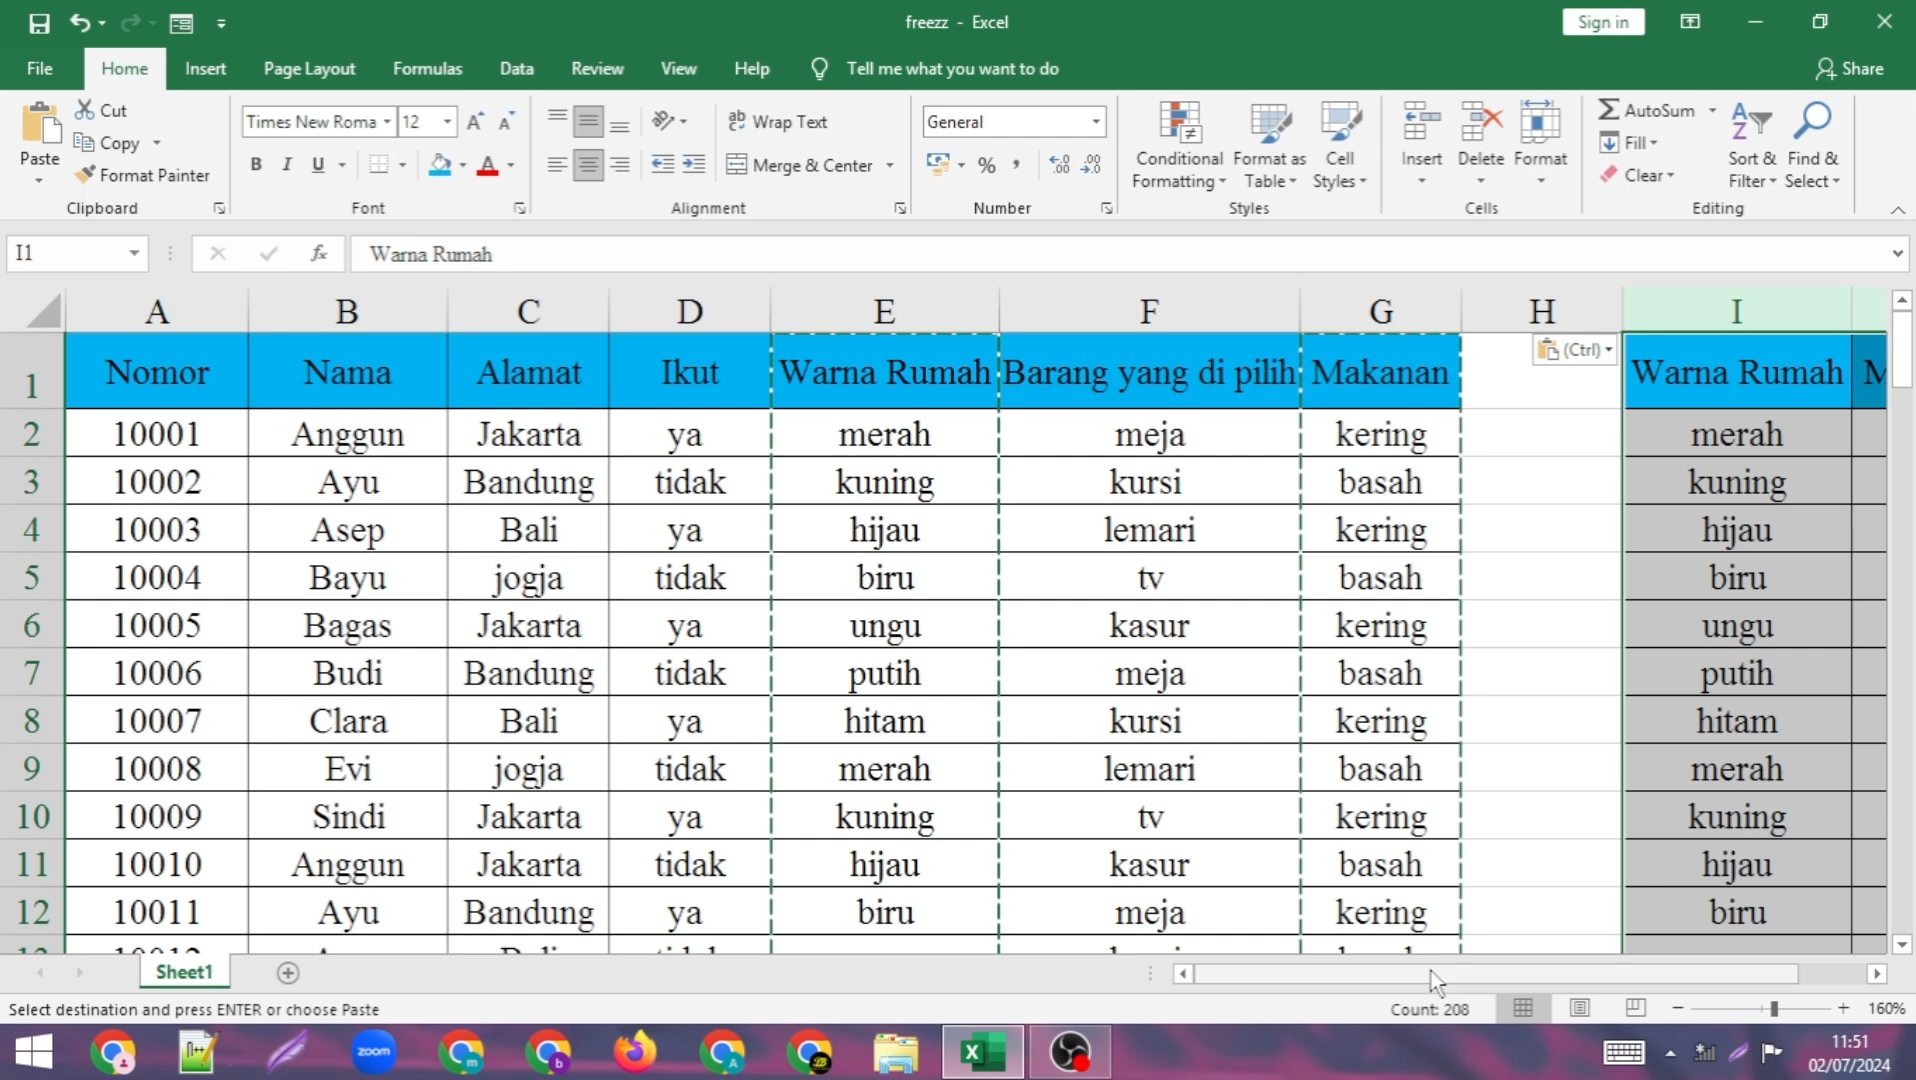 freezz - Excel
Sign in
File Home Insert Page Layout Formulas Data Review View Help Tell me what you want to do Share
Paste
Cut
Copy
Format Painter
Clipboard
Times New Roma 12
B I U
Font
Wrap Text
Merge & Center
Alignment
General
Number
Conditional Formatting
Format as Table
Cell Styles
Styles
Insert Delete Format
Cells
AutoSum
Fill
Clear
Sort & Filter
Find & Select
Editing
I1 fx Warna Rumah
A B C D E F G H I
1 Nomor Nama Alamat Ikut Warna Rumah Barang yang di pilih Makanan (Ctrl) Warna Rumah
2 10001 Anggun Jakarta ya merah meja kering merah
3 10002 Ayu Bandung tidak kuning kursi basah kuning
4 10003 Asep Bali ya hijau lemari kering hijau
5 10004 Bayu jogja tidak biru tv basah biru
6 10005 Bagas Jakarta ya ungu kasur kering ungu
7 10006 Budi Bandung tidak putih meja basah putih
8 10007 Clara Bali ya hitam kursi kering hitam
9 10008 Evi jogja tidak merah lemari basah merah
10 10009 Sindi Jakarta ya kuning tv kering kuning
11 10010 Anggun Jakarta tidak hijau kasur basah hijau
12 10011 Ayu Bandung ya biru meja kering biru
Sheet1
Select destination and press ENTER or choose Paste Count: 208 160%
zoom
11:51
02/07/2024